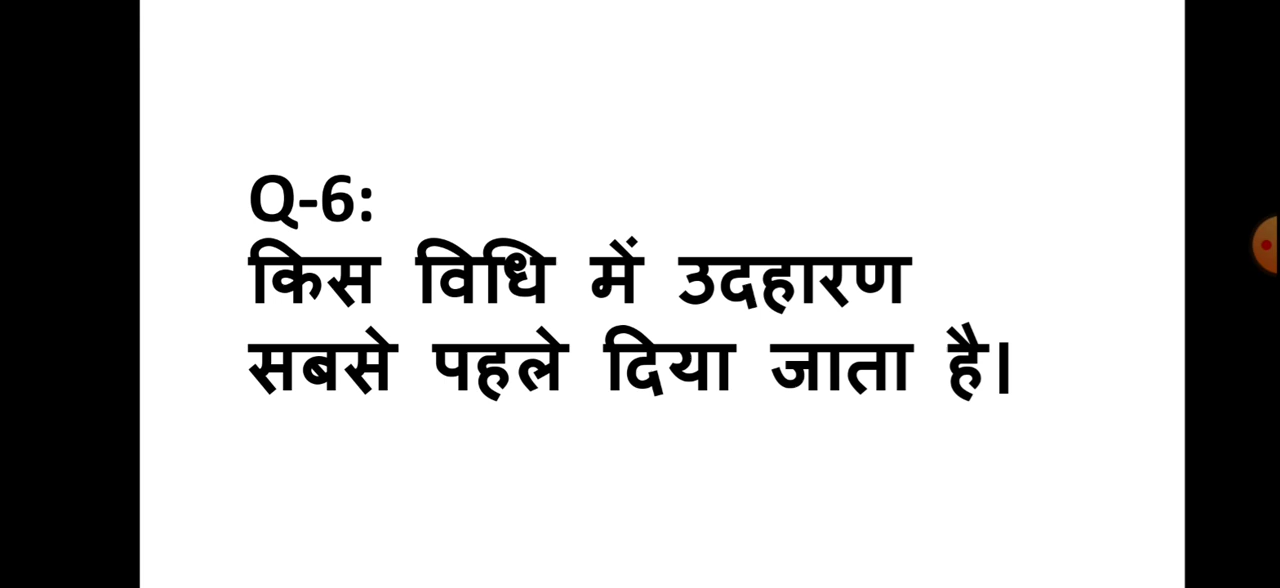 Q-6:
किस विधि में उदहारण
सबसे पहले दिया जाता है।